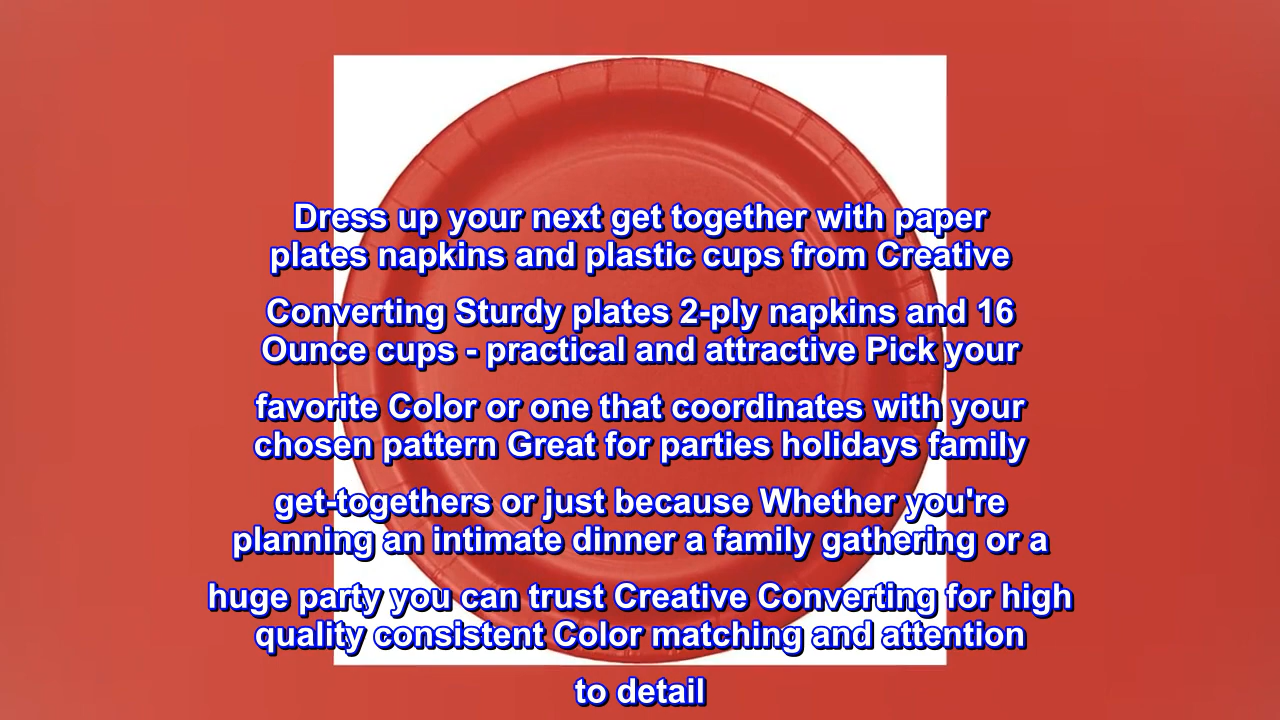 Dress up your next get together with paper
plates napkins and plastic cups from Creative
Converting Sturdy plates 2-ply napkins and 16
Ounce cups - practical and attractive Pick your
favorite Color or one that coordinates with your
chosen pattern Great for parties holidays family
get-togethers or just because Whether you're
planning an intimate dinner a family gathering or a
huge party you can trust Creative Converting for high
quality consistent Color matching and attention
to detail